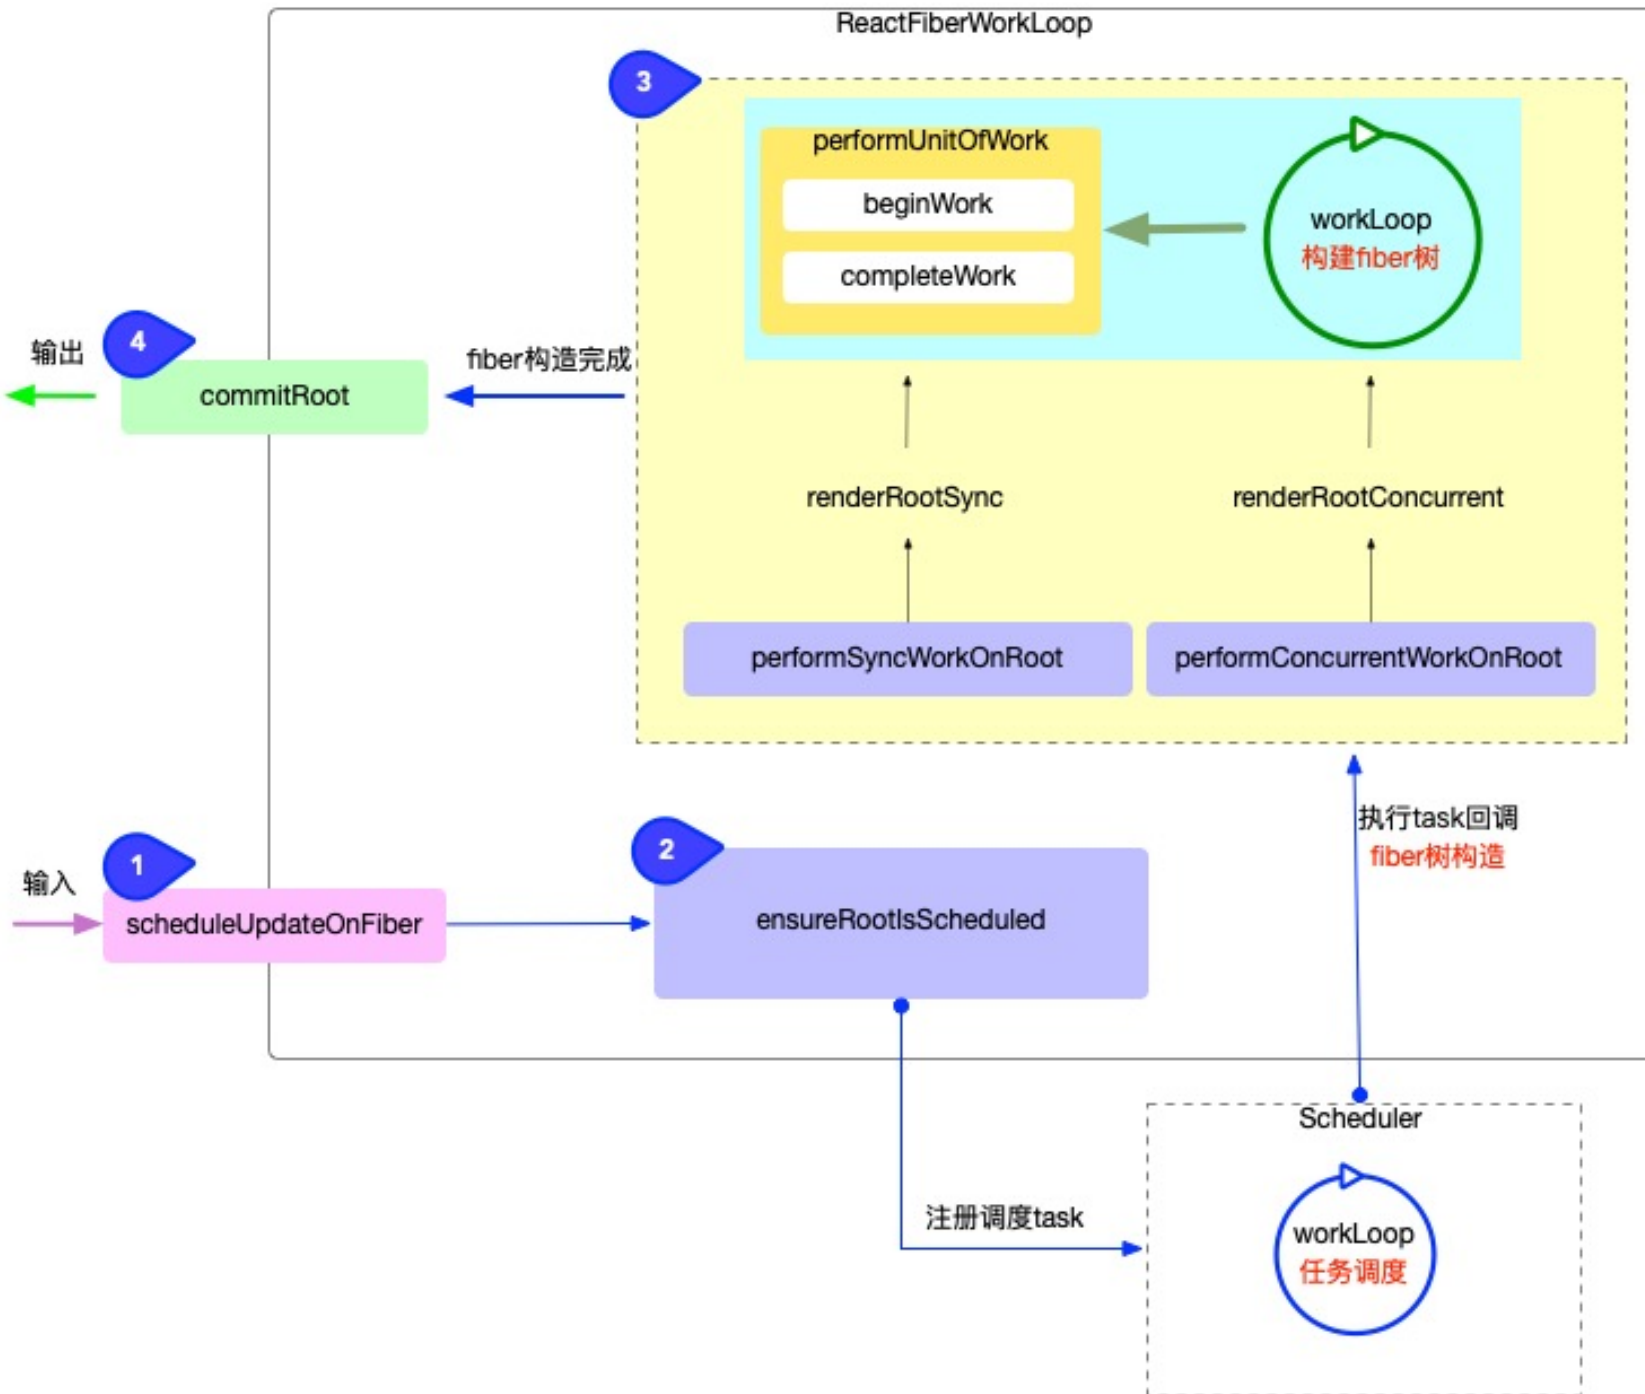 ReactFiberWorkLoop
3
performUnitOfWork
beginWork
completeWork
workLoop
构建fiber树
4
输出
commitRoot
fiber构造完成
renderRootSync
renderRootConcurrent
performSyncWorkOnRoot
performConcurrentWorkOnRoot
执行task回调
fiber树构造
1
输入
scheduleUpdateOnFiber
2
ensureRootIsScheduled
注册调度task
Scheduler
workLoop
任务调度